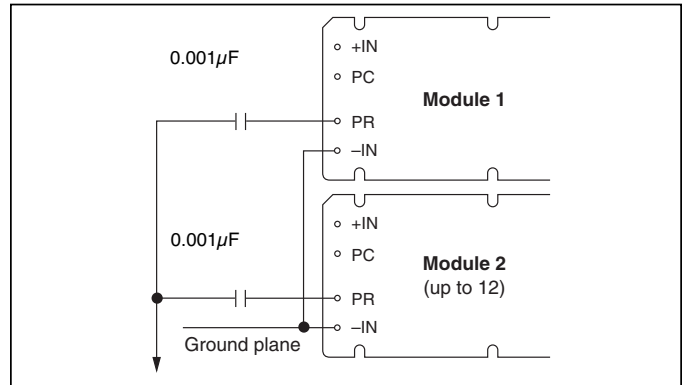 0.001µF
+IN
PC
Module 1
PR
–IN
0.001µF
+IN
PC
Module 2
(up to 12)
PR
–IN
Ground plane